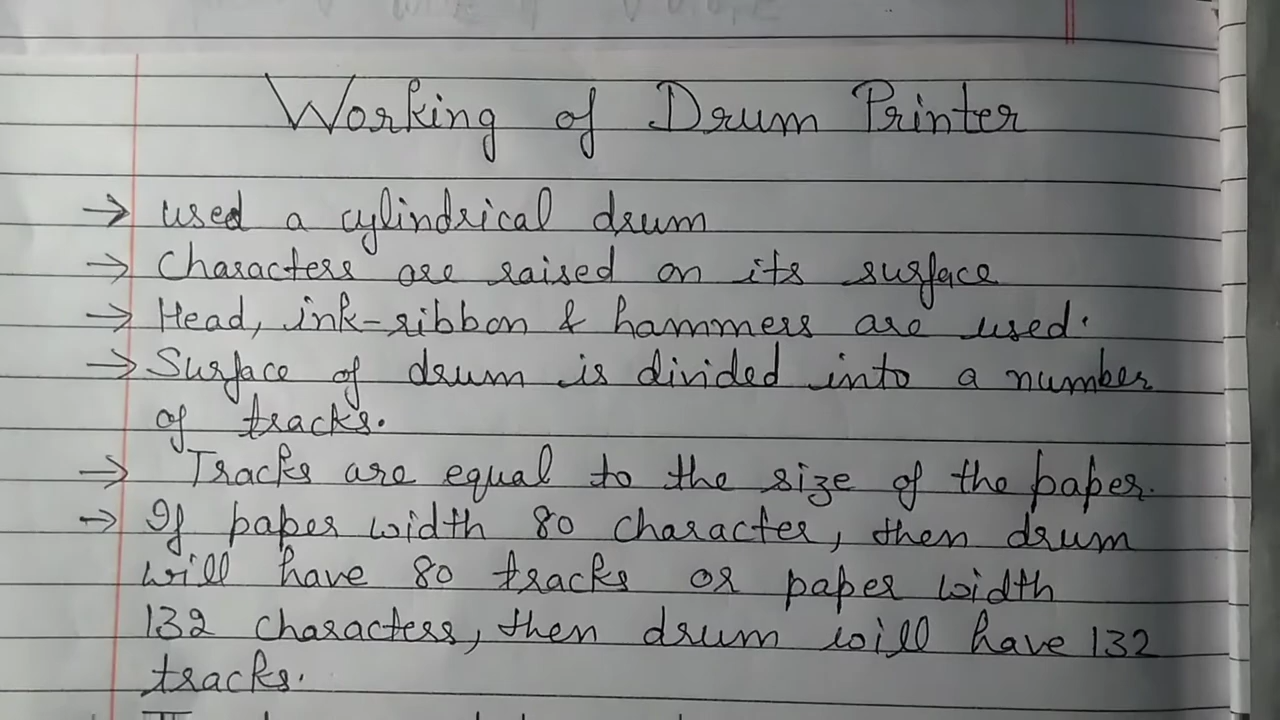 Working of Drum Printer
→ used a cylindrical drum
→ Characters are raised on its surface
→ Head, ink-ribbon & hammers are used.
→ Surface of drum is divided into a number
of tracks.
→ Tracks are equal to the size of the paper.
→ If paper width 80 character, then drum
will have 80 tracks or paper width
132 characters, then drum will have 132
tracks.